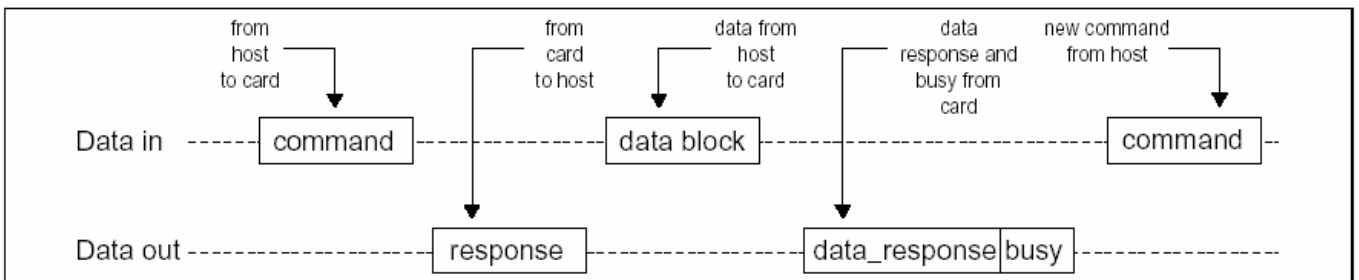 from
host
to card
from
card
to host
data from
host
to card
data
response and
busy from
card
new command
from host
Data in
command
data block
command
Data out
response
data_response
busy